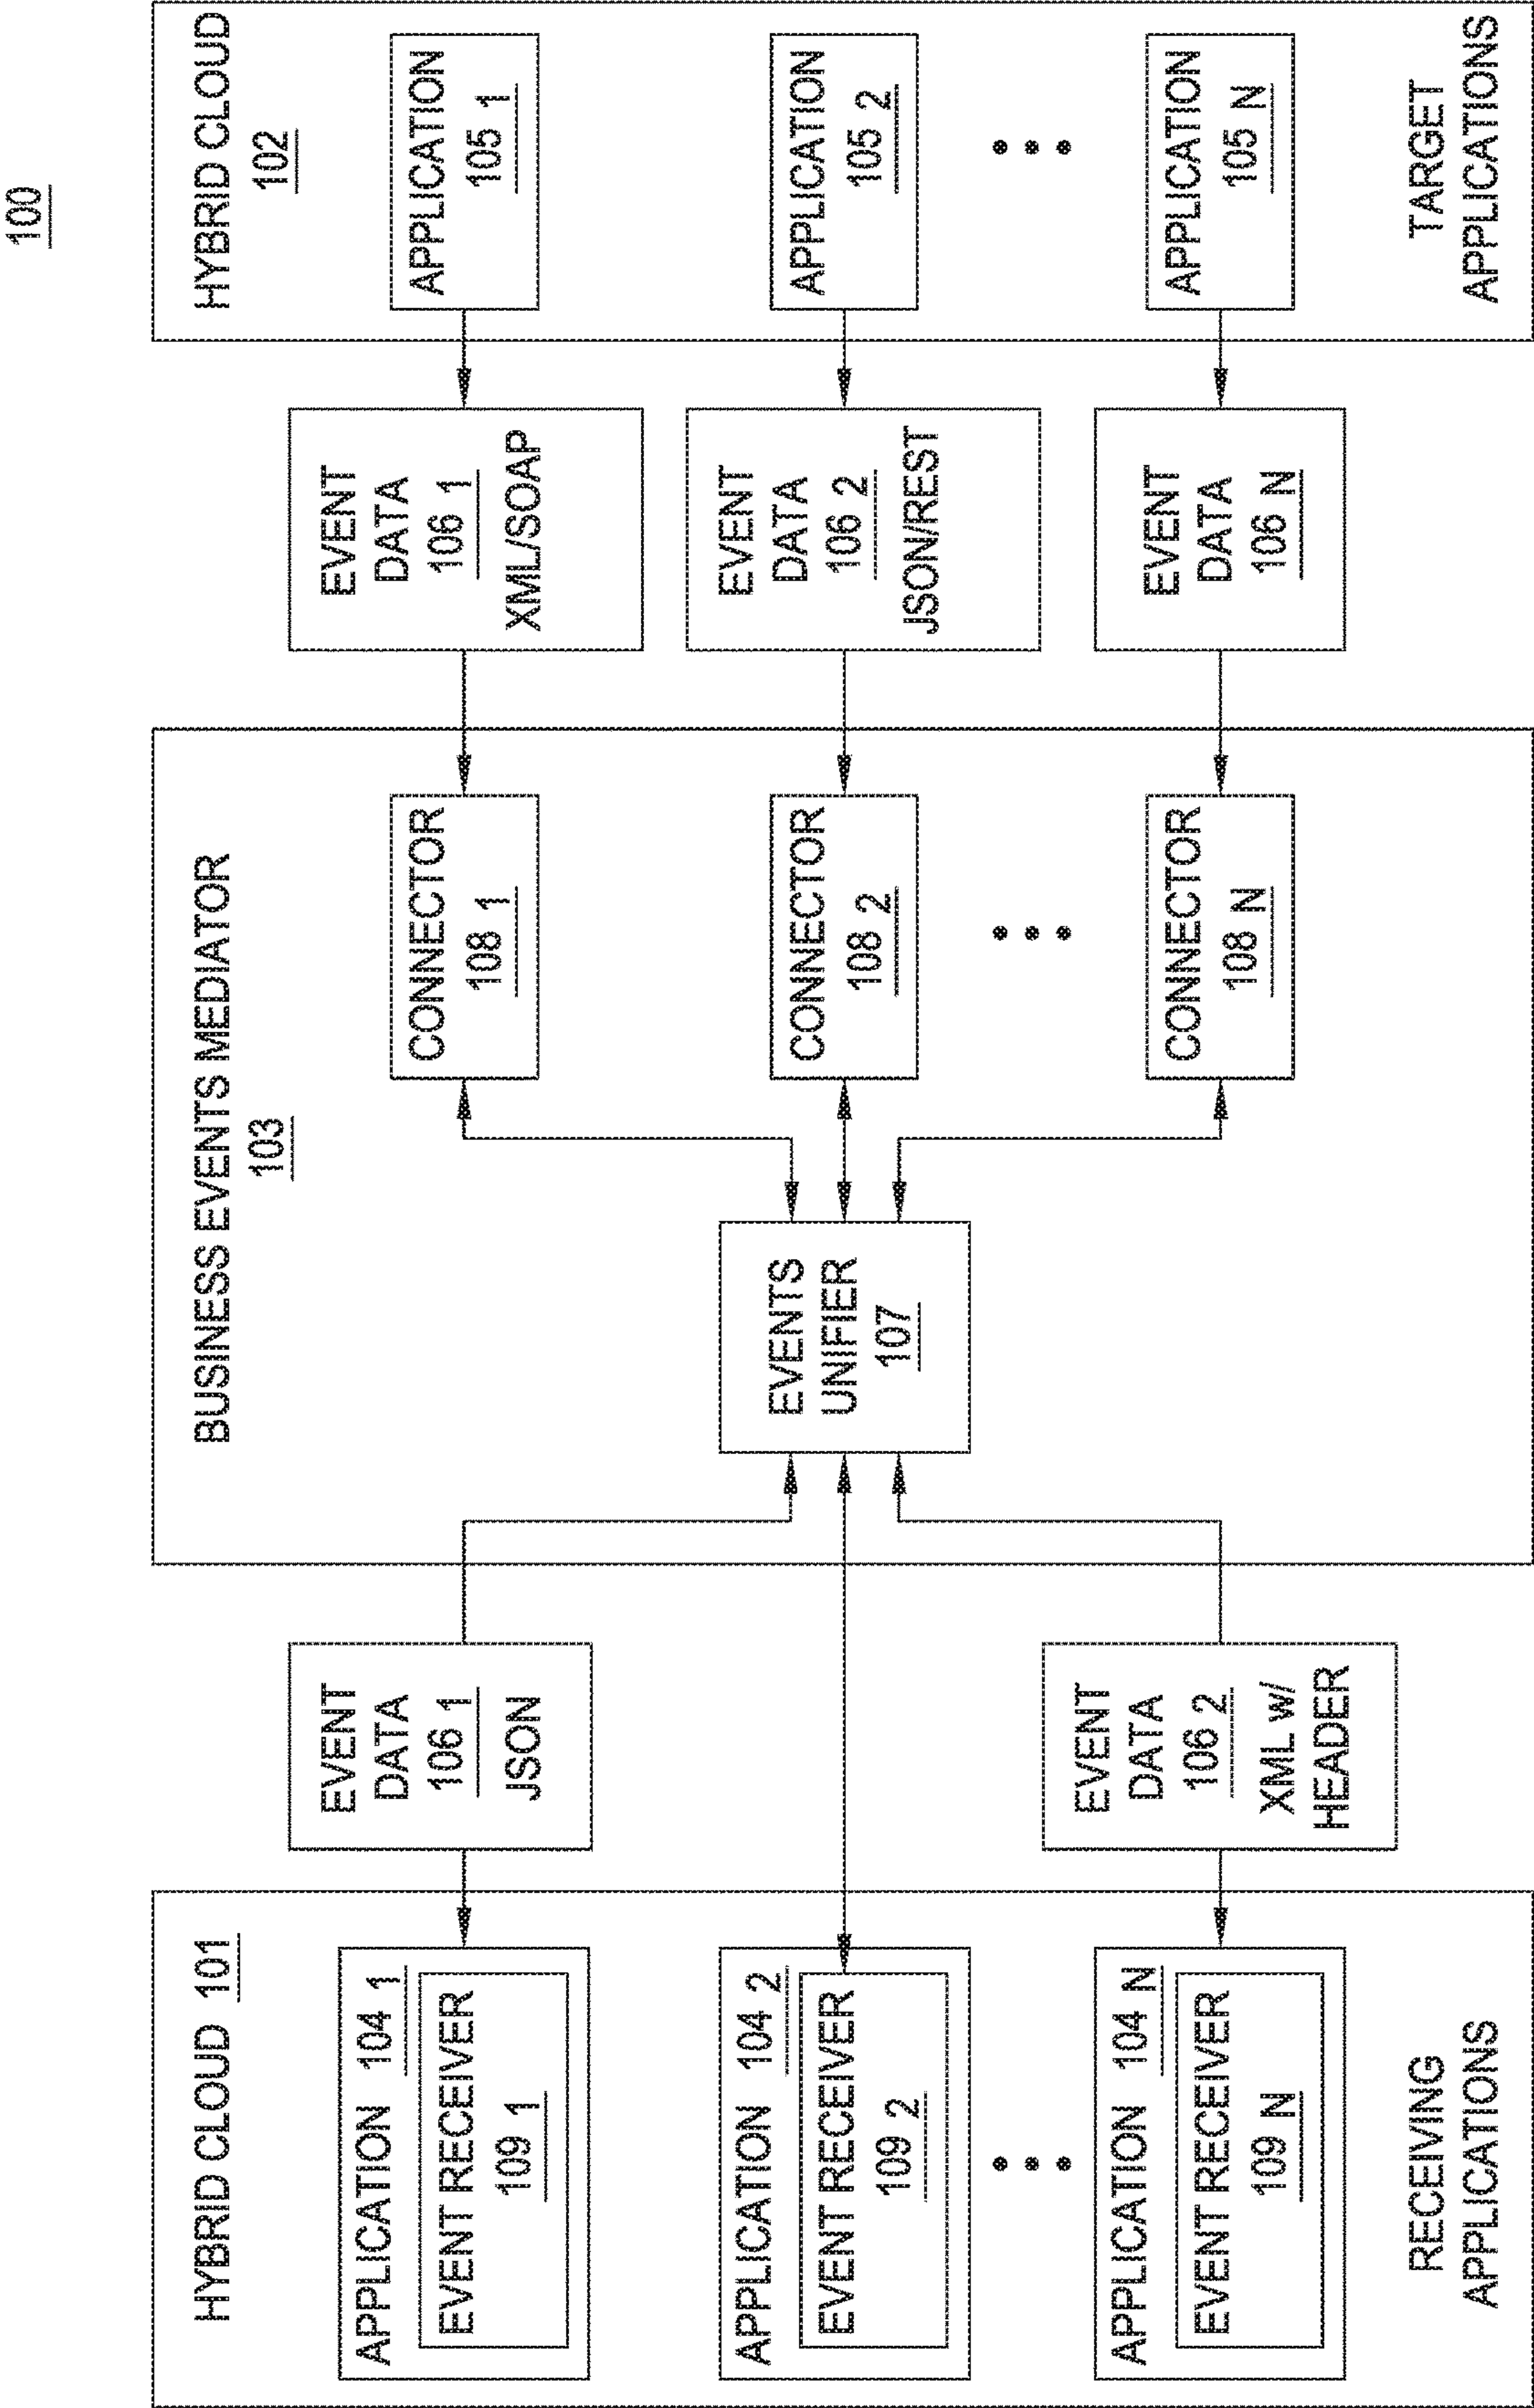 100
HYBRID CLOUD 101
APPLICATION 104 1
EVENT RECEIVER
109 1
APPLICATION 104 2
EVENT RECEIVER
109 2
APPLICATION 104 N
EVENT RECEIVER
109 N
RECEIVING
APPLICATIONS
EVENT
DATA
106 1
JSON
EVENT
DATA
106 2
XML w/
HEADER
BUSINESS EVENTS MEDIATOR
103
EVENTS
UNIFIER
107
CONNECTOR
108 1
CONNECTOR
108 2
CONNECTOR
108 N
EVENT
DATA
106 1
XML/SOAP
EVENT
DATA
106 2
JSON/REST
EVENT
DATA
106 N
HYBRID CLOUD
102
APPLICATION
105 1
APPLICATION
105 2
APPLICATION
105 N
TARGET
APPLICATIONS